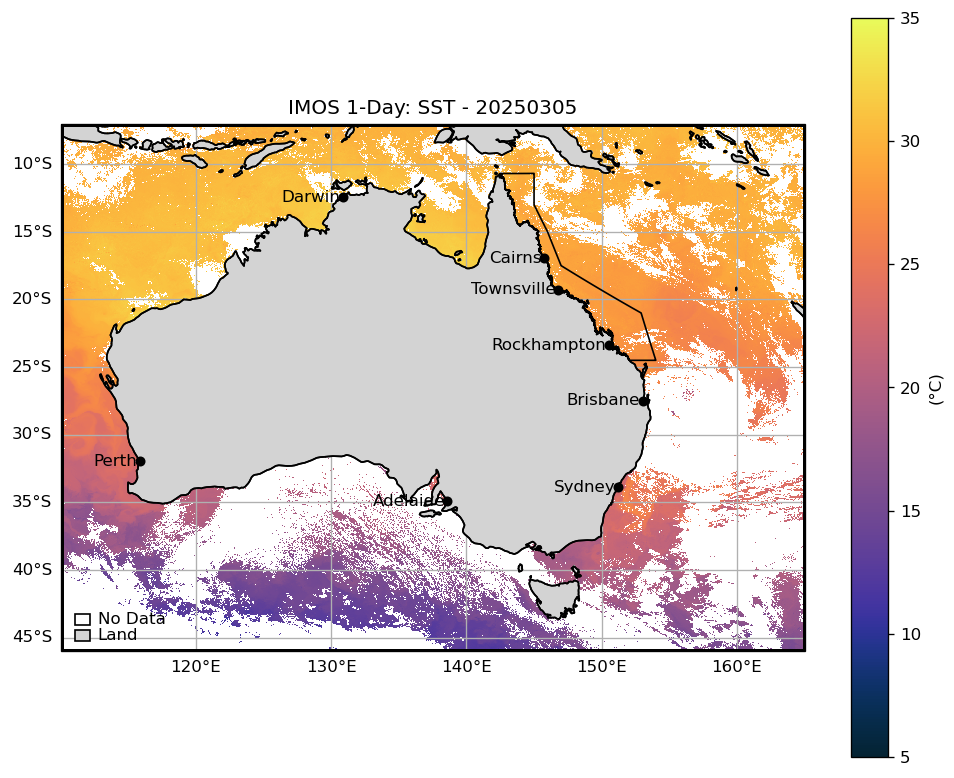 IMOS 1-Day: SST - 20250305
35
30
25
20
15
10
5
(°C)
10°S
15°S
20°S
25°S
30°S
35°S
40°S
45°S
Darwin
Cairns
Townsville
Rockhampton
Brisbane
Perth
Sydney
Adelaide
No Data
Land
120°E
130°E
140°E
150°E
160°E